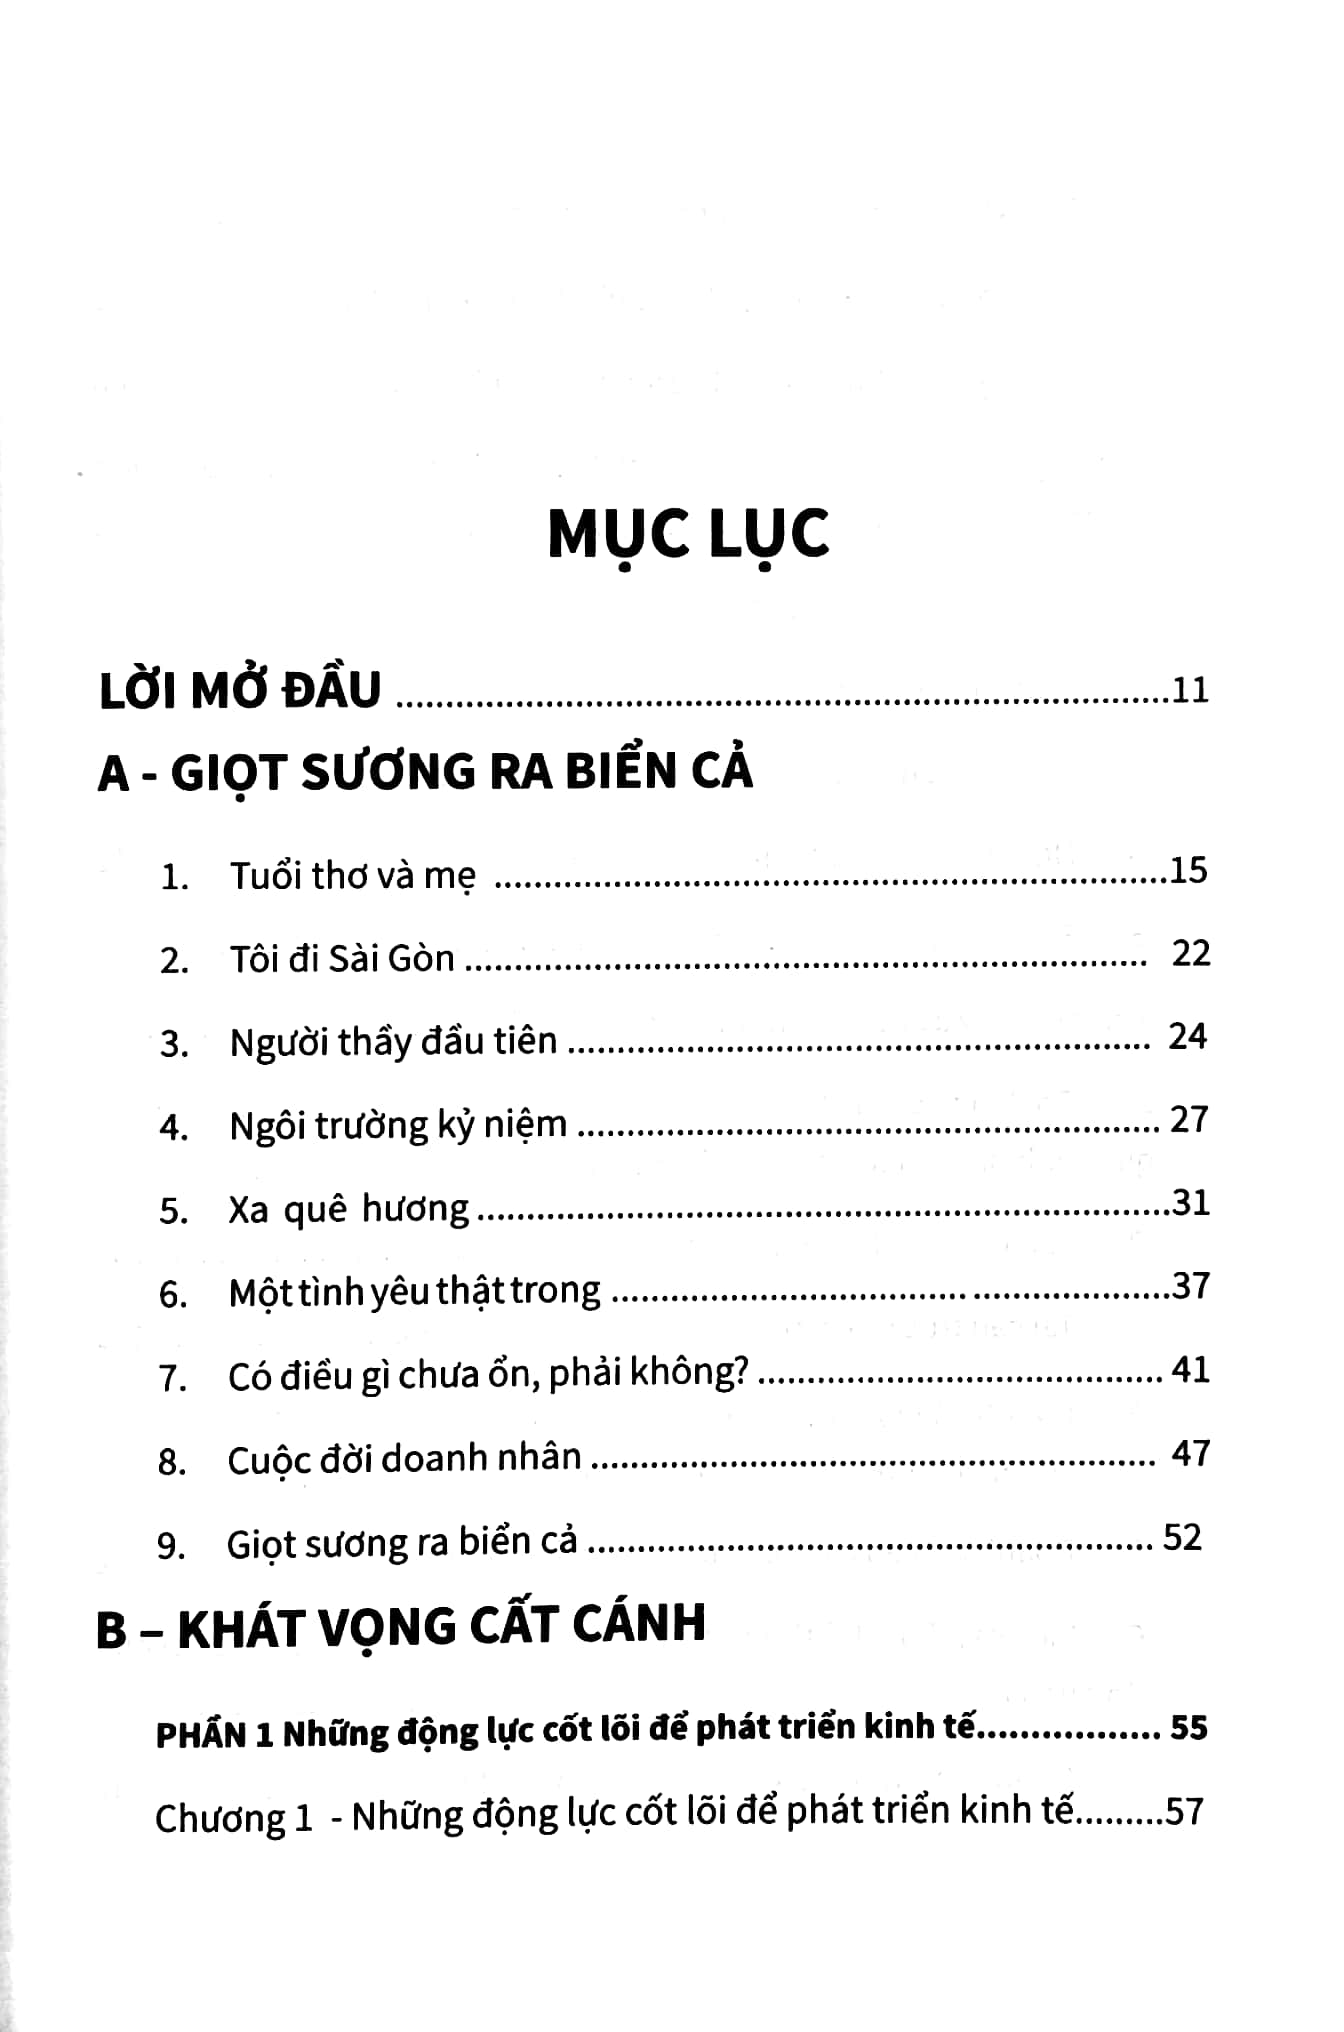 MỤC LỤC
LỜI MỞ ĐẦU ........................................................................11
A - GIỌT SƯƠNG RA BIỂN CẢ
1. Tuổi thơ và mẹ ................................................................15
2. Tôi đi Sài Gòn ................................................................ 22
3. Người thầy đầu tiên ........................................................ 24
4. Ngôi trường kỷ niệm ....................................................... 27
5. Xa quê hương..................................................................31
6. Một tình yêu thật trong .....................................................37
7. Có điều gì chưa ổn, phải không? ........................................ 41
8. Cuộc đời doanh nhân ....................................................... 47
9. Giọt sương ra biển cả ....................................................... 52
B – KHÁT VỌNG CẤT CÁNH
PHẦN 1 Những động lực cốt lõi để phát triển kinh tế.................. 55
Chương 1 - Những động lực cốt lõi để phát triển kinh tế.........57